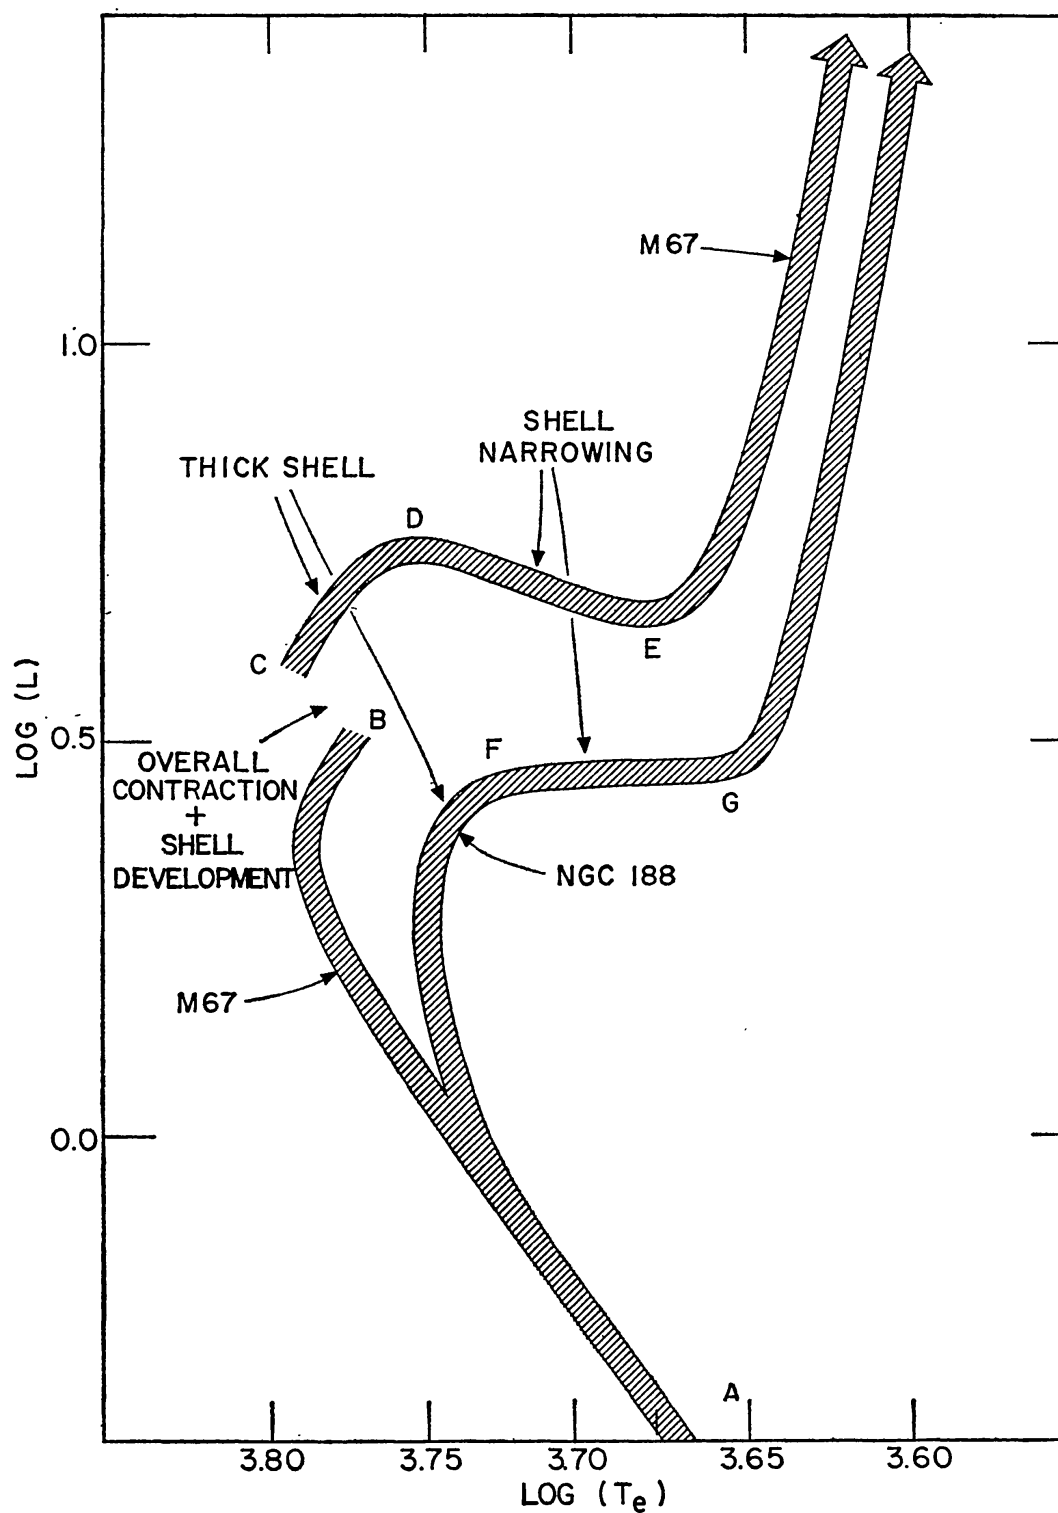 M67
1.0
SHELL
NARROWING
THICK SHELL
D
C
E
B
LOG (L)
0.5
OVERALL
CONTRACTION
+
SHELL
DEVELOPMENT
F
G
NGC 188
M67
0.0
A
3.80 3.75 3.70 3.65 3.60
LOG (Te)